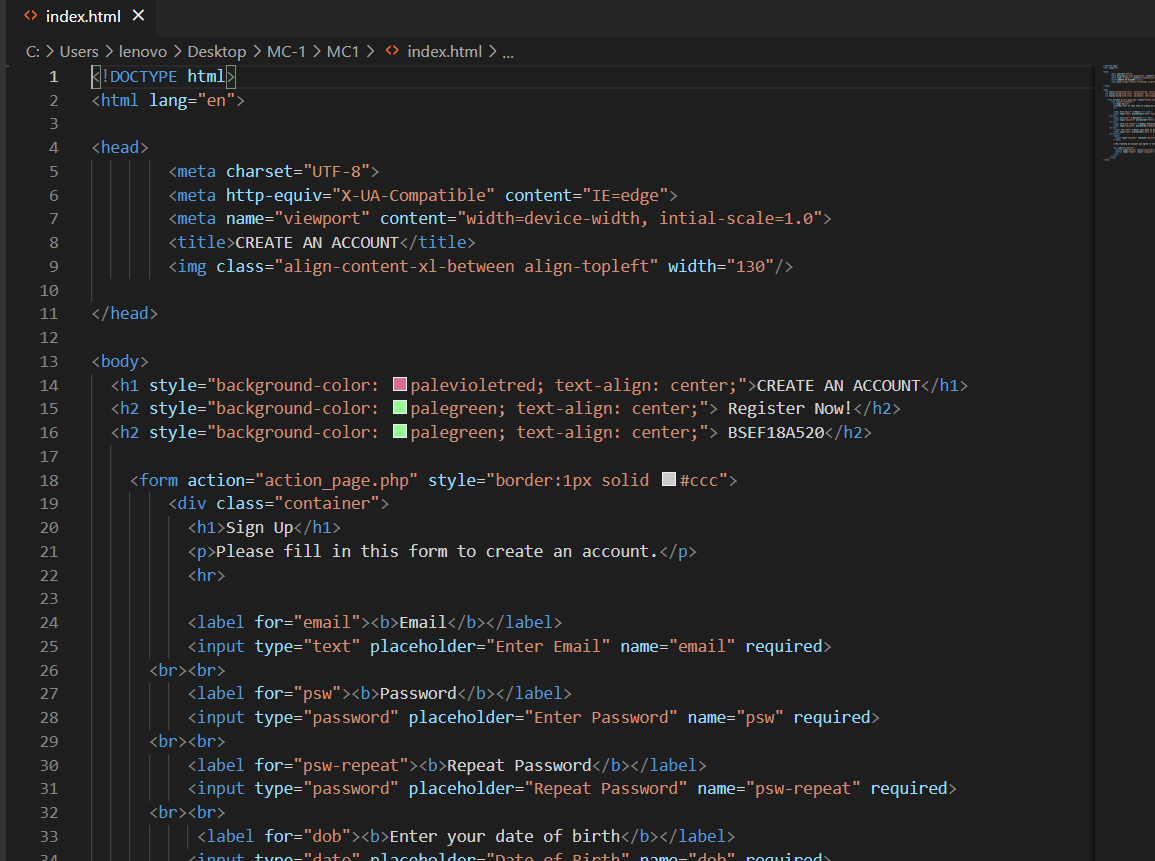 index.html
C: > Users > lenovo > Desktop > MC-1 > MC1 > <> index.html > ...
1 <!DOCTYPE html>
2 <html lang="en">
3
4 <head>
5 <meta charset="UTF-8">
6 <meta http-equiv="X-UA-Compatible" content="IE=edge">
7 <meta name="viewport" content="width=device-width, intial-scale=1.0">
8 <title>CREATE AN ACCOUNT</title>
9 <img class="align-content-xl-between align-topleft" width="130"/>
10
11 </head>
12
13 <body>
14 <h1 style="background-color: palevioletred; text-align: center;">CREATE AN ACCOUNT</h1>
15 <h2 style="background-color: palegreen; text-align: center;"> Register Now!</h2>
16 <h2 style="background-color: palegreen; text-align: center;"> BSEF18A520</h2>
17
18 <form action="action_page.php" style="border:1px solid #ccc">
19 <div class="container">
20 <h1>Sign Up</h1>
21 <p>Please fill in this form to create an account.</p>
22 <hr>
23
24 <label for="email"><b>Email</b></label>
25 <input type="text" placeholder="Enter Email" name="email" required>
26 <br><br>
27 <label for="psw"><b>Password</b></label>
28 <input type="password" placeholder="Enter Password" name="psw" required>
29 <br><br>
30 <label for="psw-repeat"><b>Repeat Password</b></label>
31 <input type="password" placeholder="Repeat Password" name="psw-repeat" required>
32 <br><br>
33 <label for="dob"><b>Enter your date of birth</b></label>
34 <input type="date" placeholder="Date of Birth" name="dob" required>